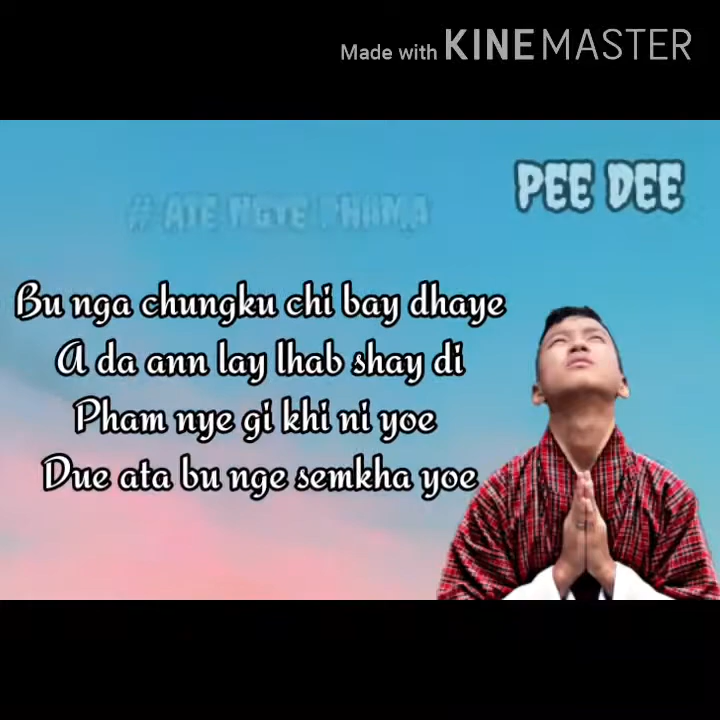 Made with KINEMASTER
PEE DEE
# ATE NGYE PHAMA
Bu nga chungku chi bay dhaye
A da ann lay lhab shay di
Pham nye gi khi ni yoe
Due ata bu nge semkha yoe